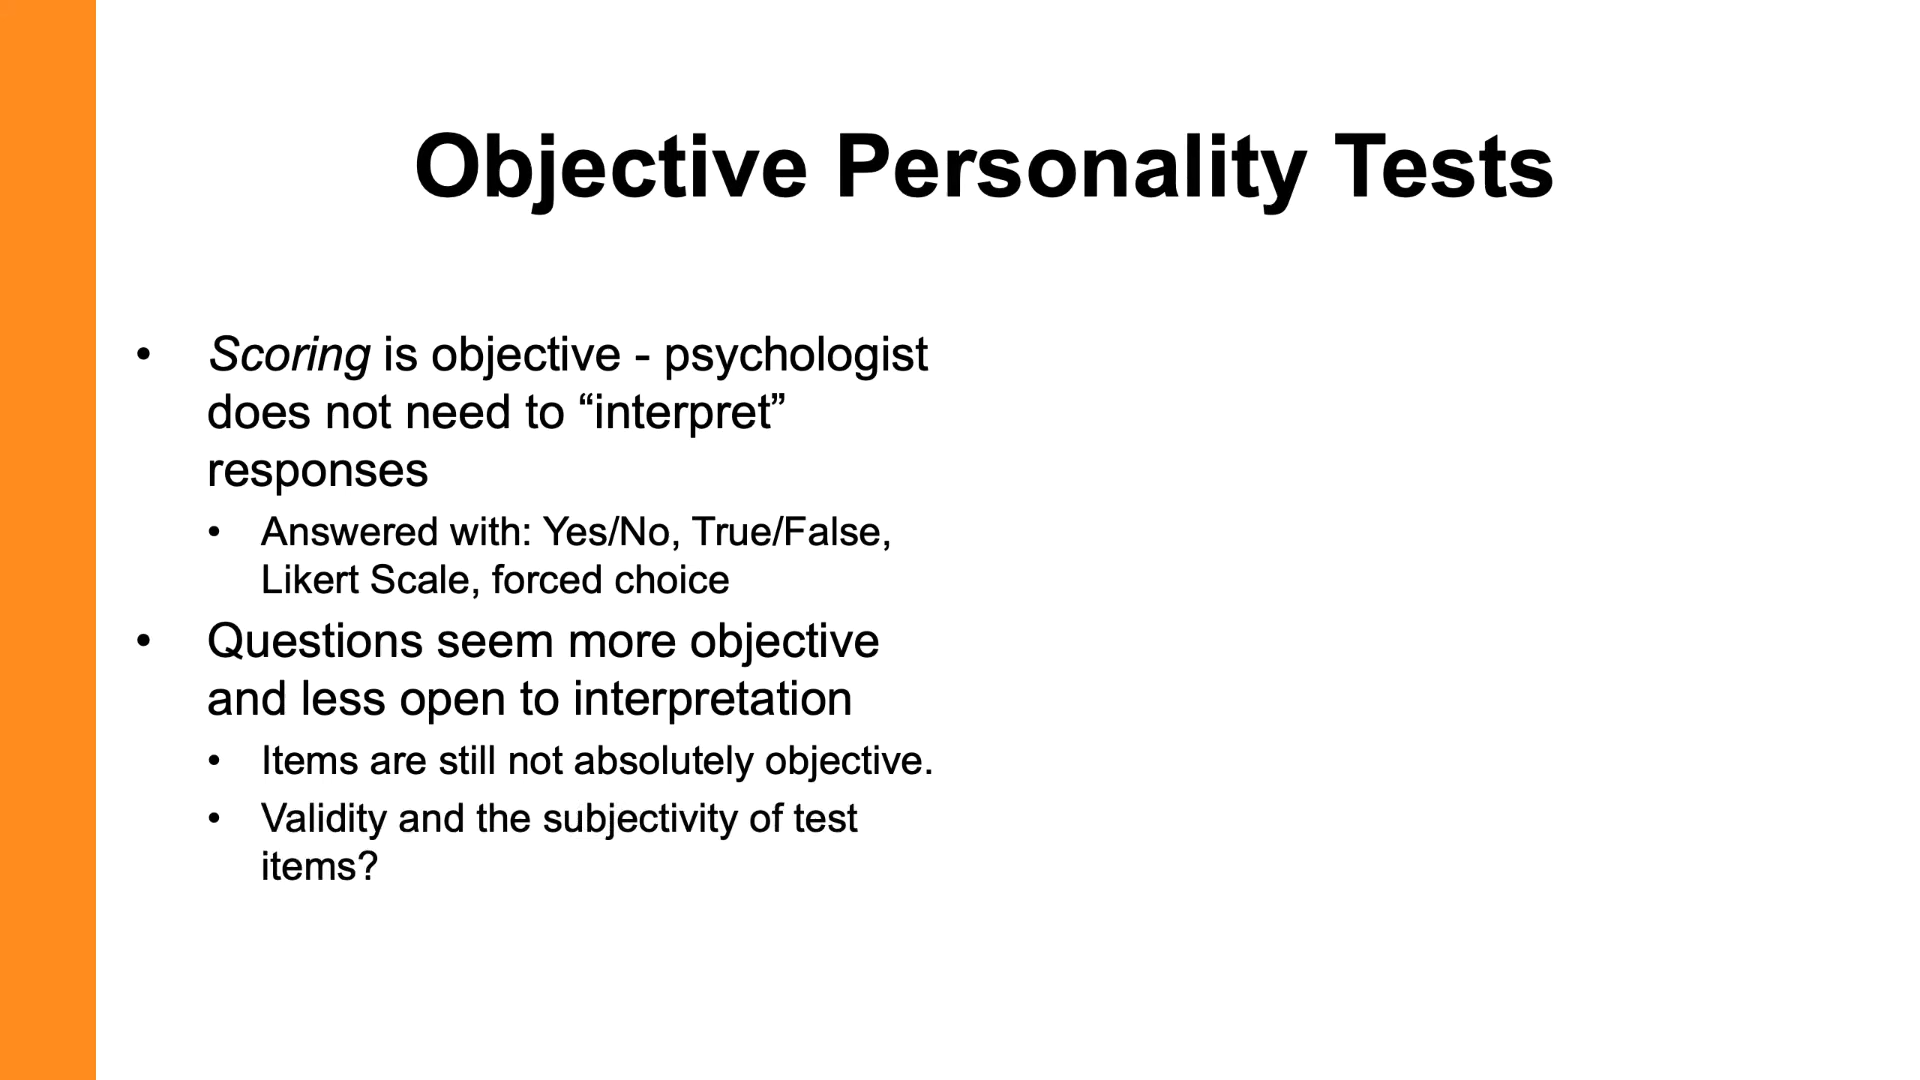 Objective Personality Tests
• Scoring is objective - psychologist
does not need to “interpret”
responses
• Answered with: Yes/No, True/False,
Likert Scale, forced choice
• Questions seem more objective
and less open to interpretation
• Items are still not absolutely objective.
• Validity and the subjectivity of test
items?